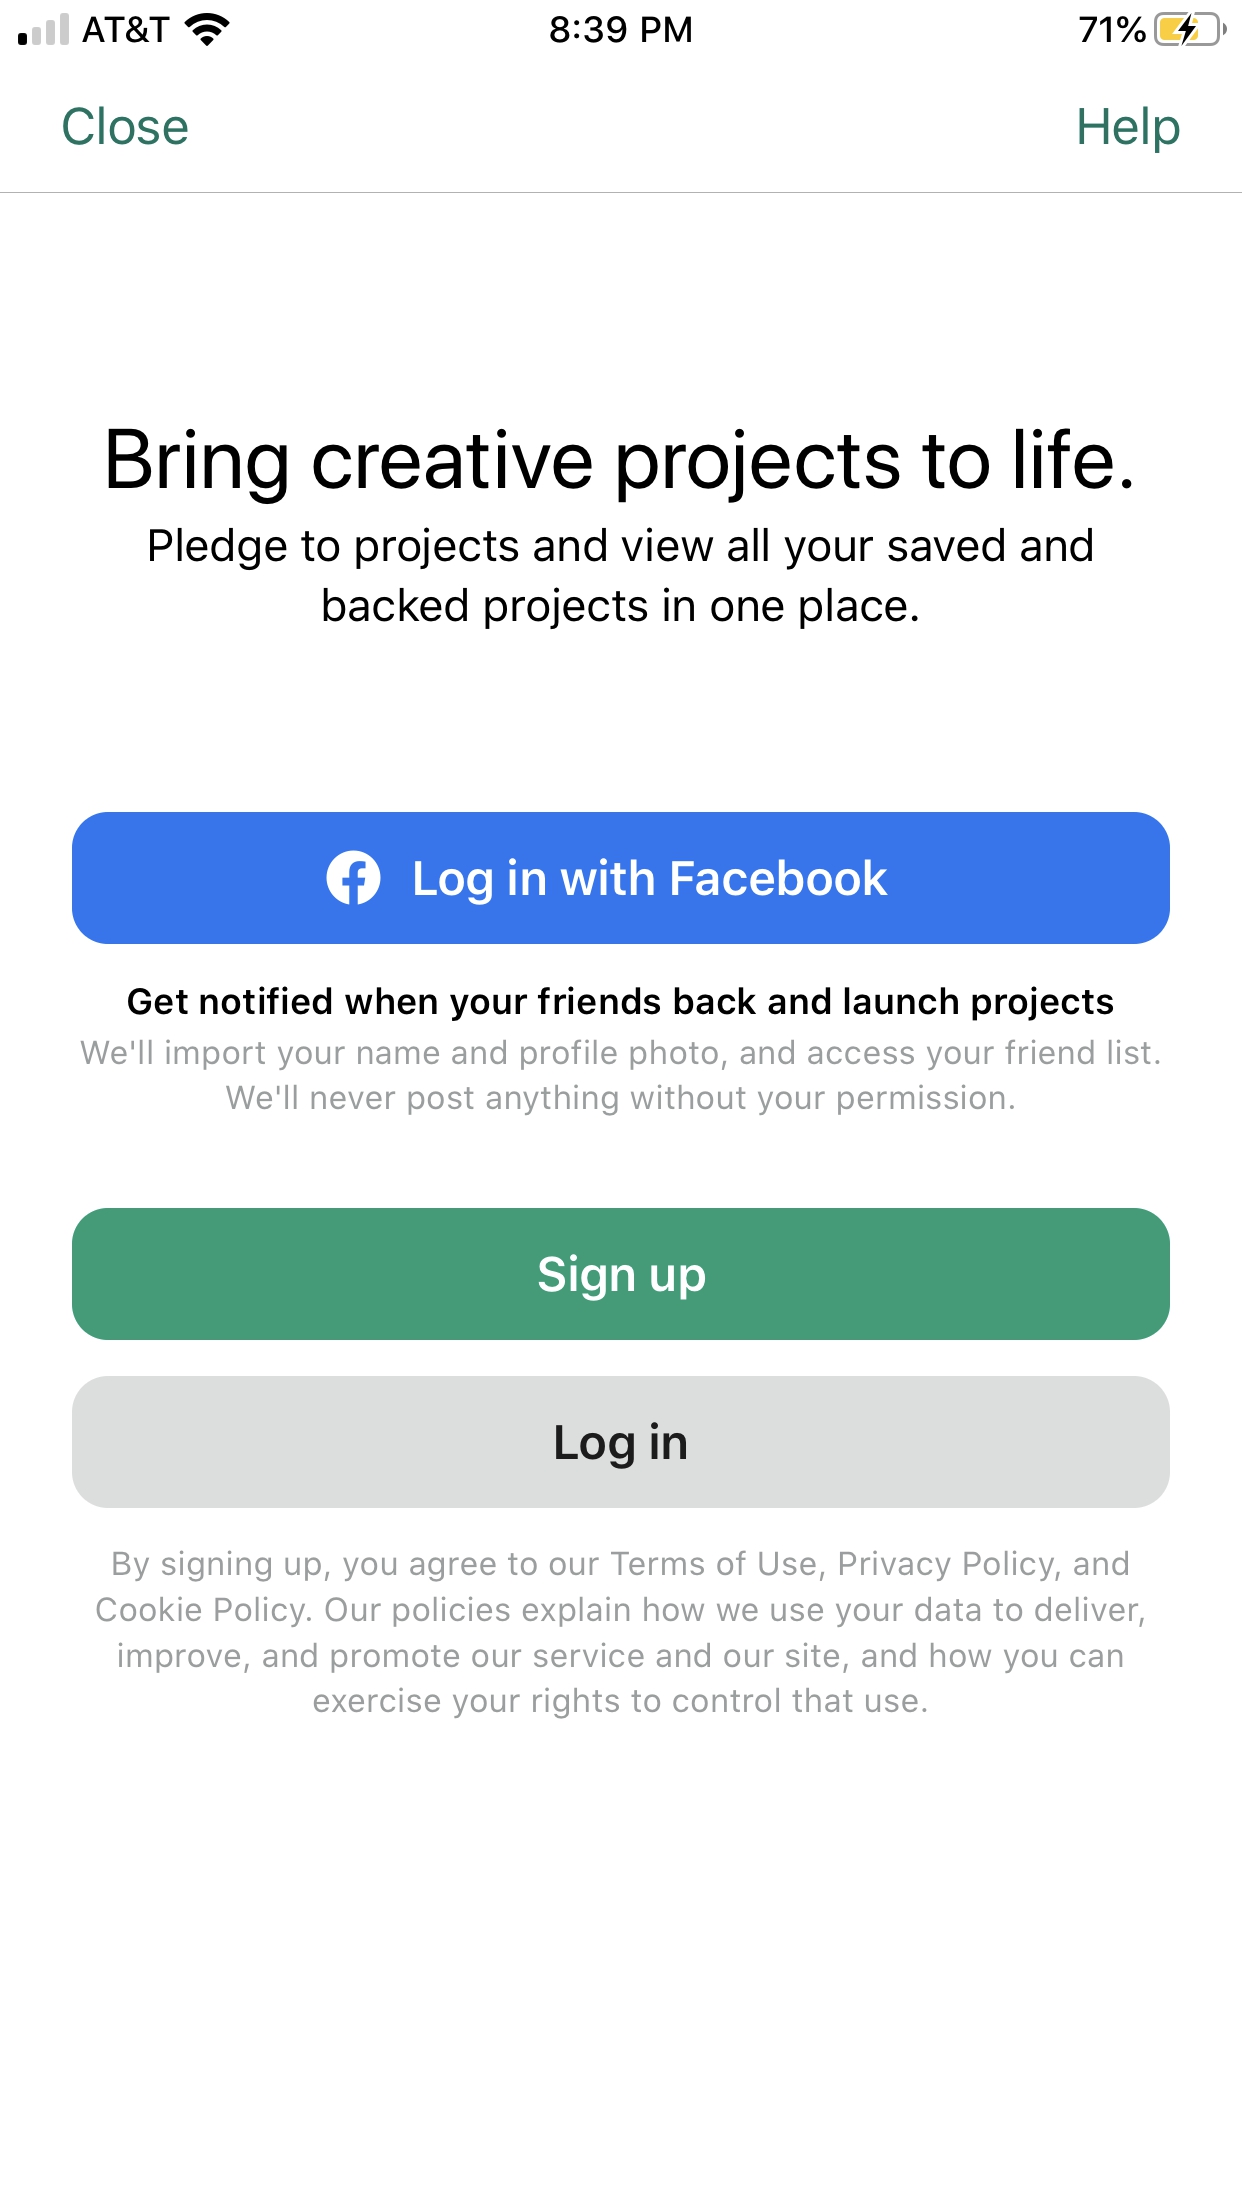 AT&T 8:39 PM 71%
Close Help
Bring creative projects to life.
Pledge to projects and view all your saved and
backed projects in one place.
Log in with Facebook
Get notified when your friends back and launch projects
We'll import your name and profile photo, and access your friend list.
We'll never post anything without your permission.
Sign up
Log in
By signing up, you agree to our Terms of Use, Privacy Policy, and
Cookie Policy. Our policies explain how we use your data to deliver,
improve, and promote our service and our site, and how you can
exercise your rights to control that use.